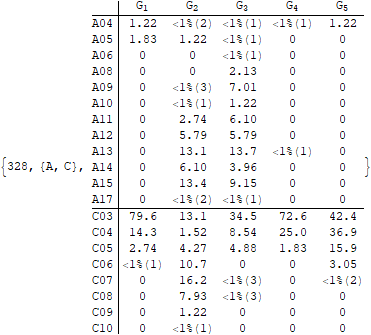 G1 G2 G3 G4 G5
A04 1.22 <1%(2) <1%(1) <1%(1) 1.22
A05 1.83 1.22 <1%(1) 0 0
A06 0 0 <1%(1) 0 0
A08 0 0 2.13 0 0
A09 0 <1%(3) 7.01 0 0
A10 0 <1%(1) 1.22 0 0
A11 0 2.74 6.10 0 0
A12 0 5.79 5.79 0 0
A13 0 13.1 13.7 <1%(1) 0
{328, {A, C}, A14 0 6.10 3.96 0 0 }
A15 0 13.4 9.15 0 0
A17 0 <1%(2) <1%(1) 0 0
C03 79.6 13.1 34.5 72.6 42.4
C04 14.3 1.52 8.54 25.0 36.9
C05 2.74 4.27 4.88 1.83 15.9
C06 <1%(1) 10.7 0 0 3.05
C07 0 16.2 <1%(3) 0 <1%(2)
C08 0 7.93 <1%(3) 0 0
C09 0 1.22 0 0 0
C10 0 <1%(1) 0 0 0